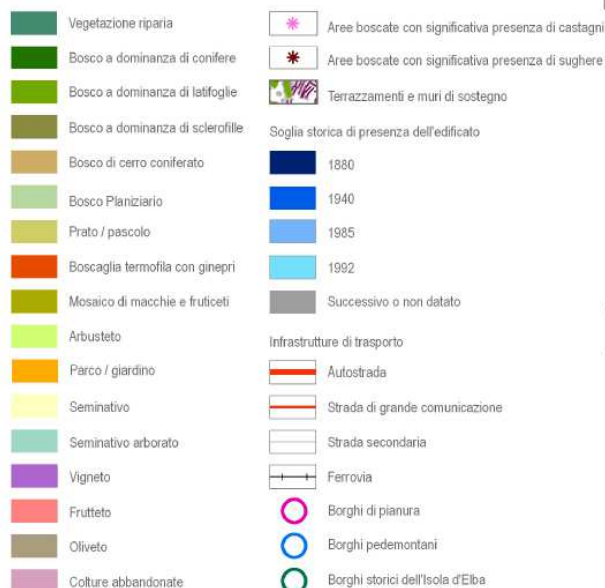 Vegetazione riparia
Bosco a dominanza di conifere
Bosco a dominanza di latifoglie
Bosco a dominanza di sclerofille
Bosco di cerro coniferato
Bosco Planiziario
Prato / pascolo
Boscaglia termofila con ginepri
Mosaico di macchie e fruticeti
Arbusteto
Parco / giardino
Seminativo
Seminativo arborato
Vigneto
Frutteto
Oliveto
Colture abbandonate
Aree boscate con significativa presenza di castagni
Aree boscate con significativa presenza di sughere
Terrazzamenti e muri di sostegno
Soglia storica di presenza dell'edificato
1880
1940
1985
1992
Successivo o non datato
Infrastrutture di trasporto
Autostrada
Strada di grande comunicazione
Strada secondaria
Ferrovia
Borghi di pianura
Borghi pedemontani
Borghi storici dell'Isola d'Elba